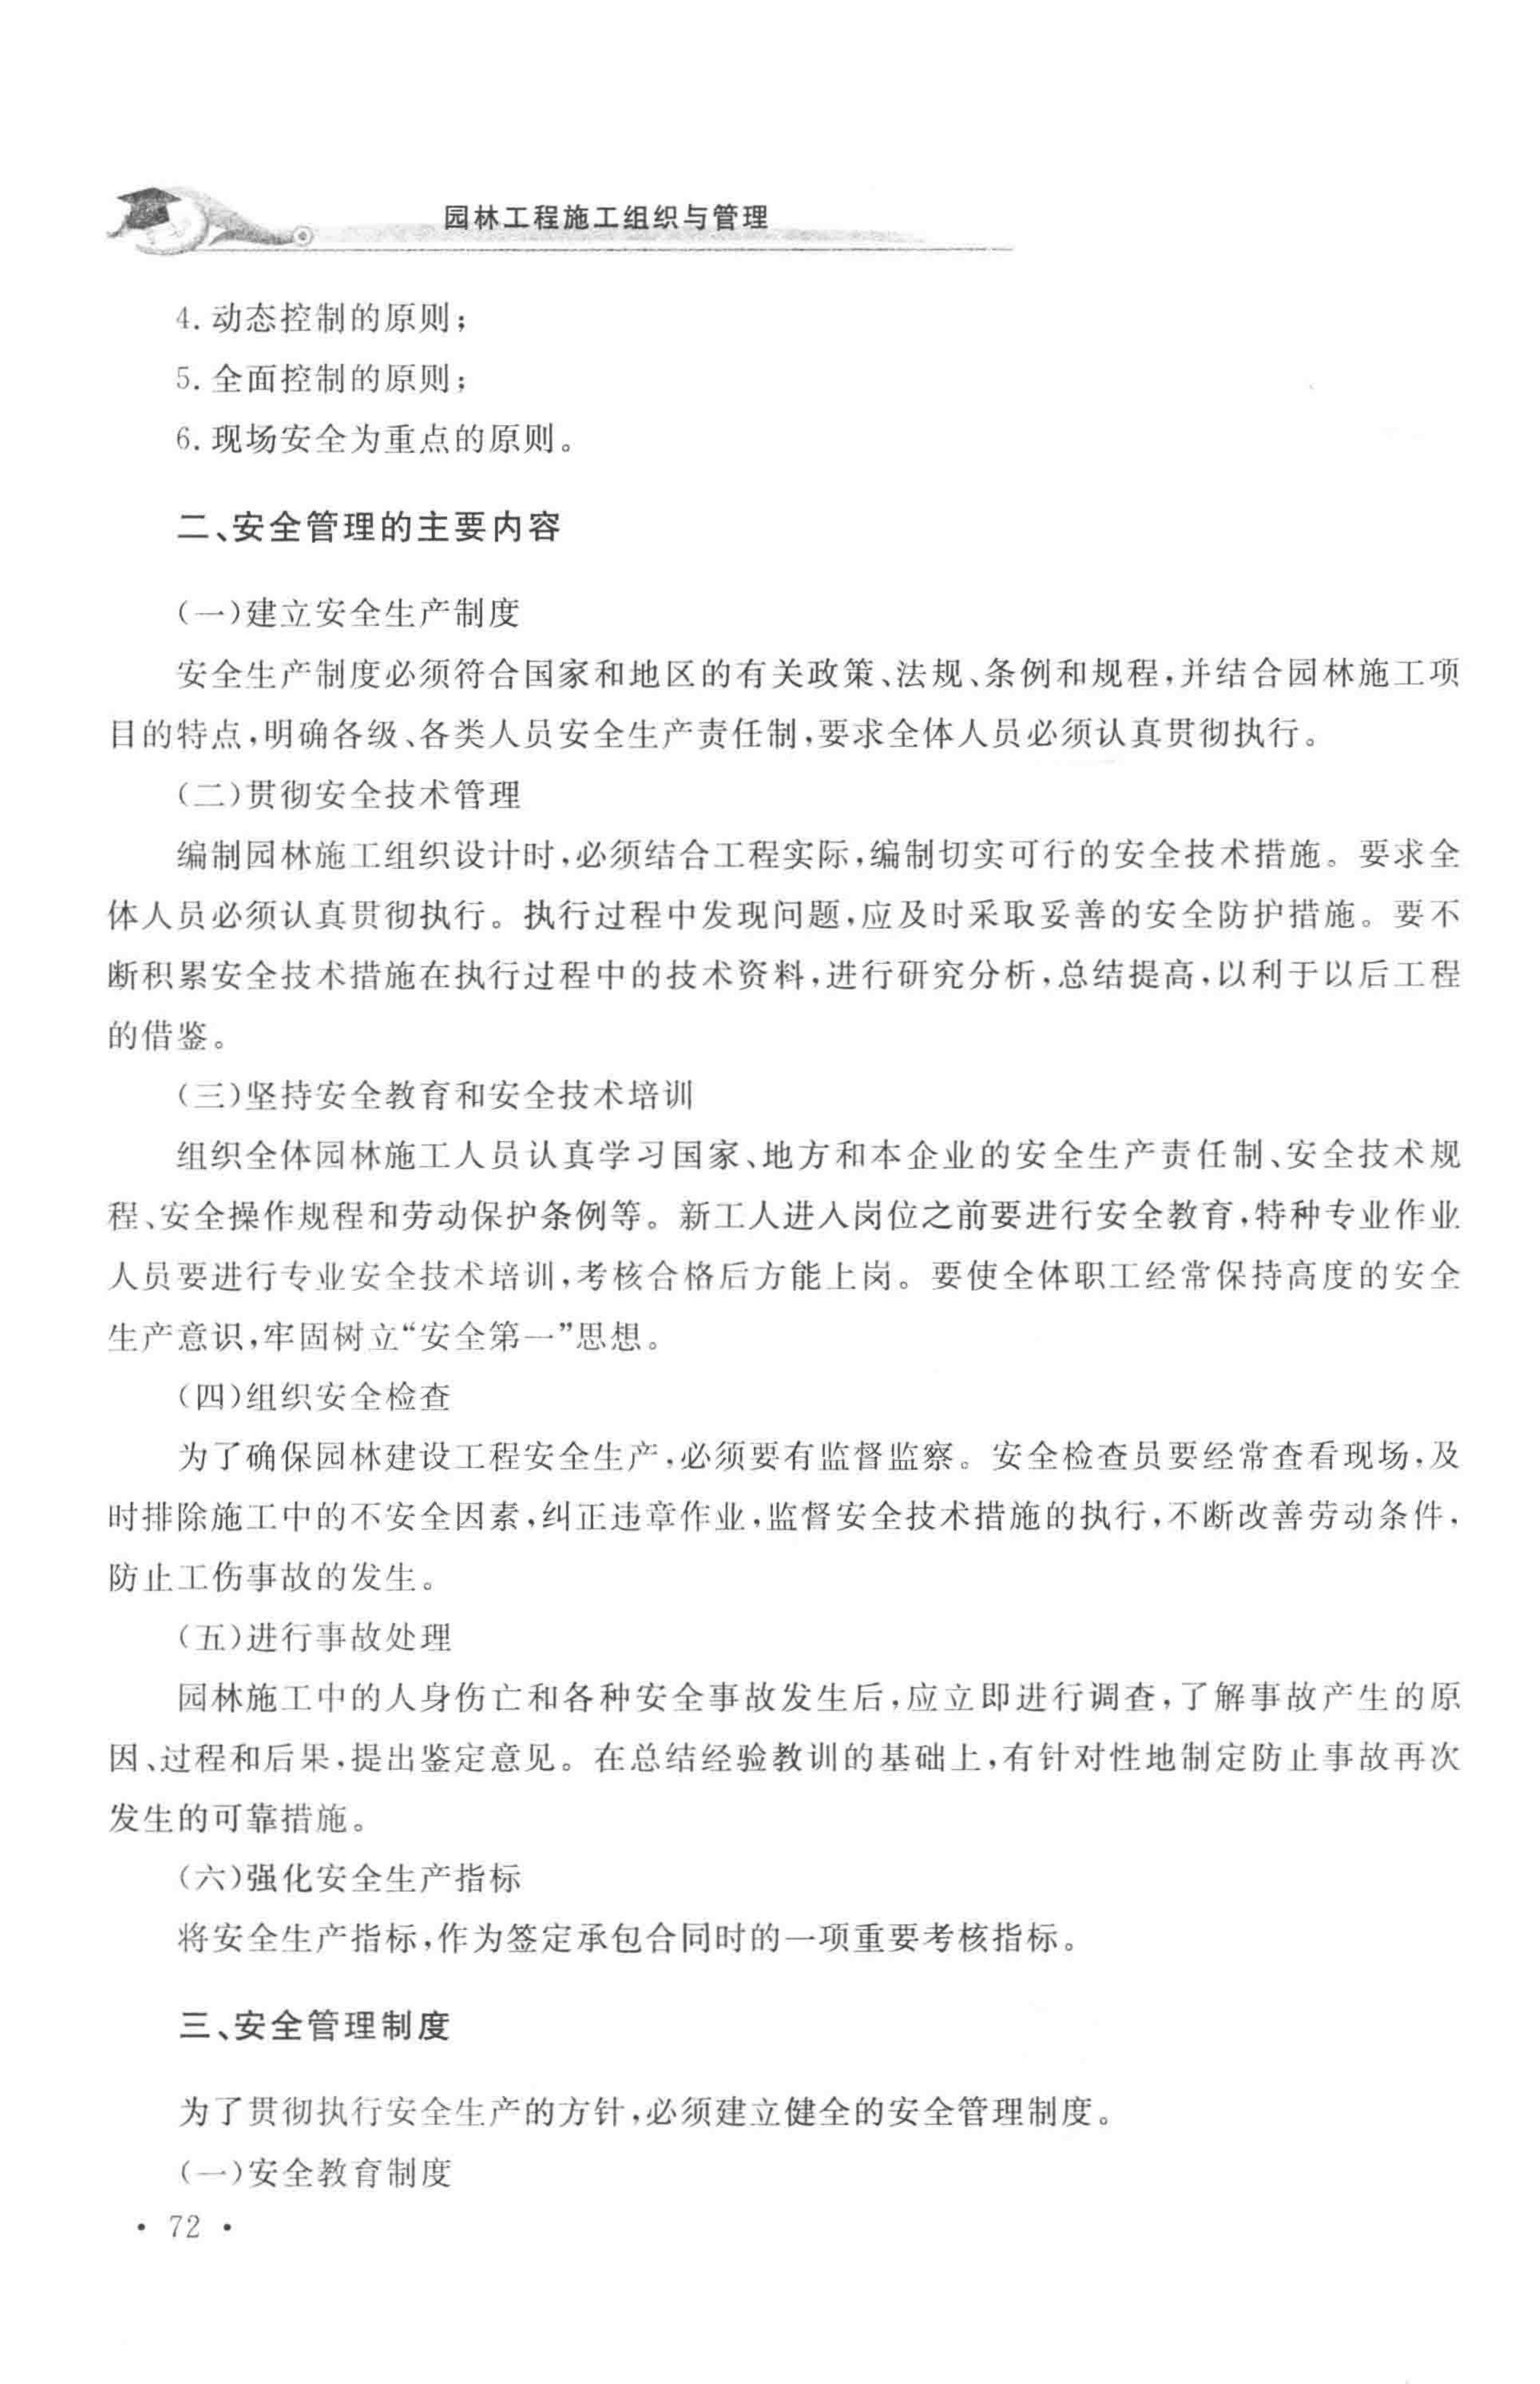 园林工程施工组织与管理
4. 动态控制的原则；
5. 全面控制的原则；
6. 现场安全为重点的原则。
二、安全管理的主要内容
(一)建立安全生产制度
安全生产制度必须符合国家和地区的有关政策、法规、条例和规程，并结合园林施工项
目的特点，明确各级、各类人员安全生产责任制，要求全体人员必须认真贯彻执行。
(二)贯彻安全技术管理
编制园林施工组织设计时，必须结合工程实际，编制切实可行的安全技术措施。要求全
体人员必须认真贯彻执行。执行过程中发现问题，应及时采取妥善的安全防护措施。要不
断积累安全技术措施在执行过程中的技术资料，进行研究分析，总结提高，以利于以后工程
的借鉴。
(三)坚持安全教育和安全技术培训
组织全体园林施工人员认真学习国家、地方和本企业的安全生产责任制、安全技术规
程、安全操作规程和劳动保护条例等。新工人进入岗位之前要进行安全教育，特种专业作业
人员要进行专业安全技术培训，考核合格后方能上岗。要使全体职工经常保持高度的安全
生产意识，牢固树立“安全第一”思想。
(四)组织安全检查
为了确保园林建设工程安全生产，必须要有监督监察。安全检查员要经常查看现场，及
时排除施工中的不安全因素，纠正违章作业，监督安全技术措施的执行，不断改善劳动条件，
防止工伤事故的发生。
(五)进行事故处理
园林施工中的人身伤亡和各种安全事故发生后，应立即进行调查，了解事故产生的原
因、过程和后果，提出鉴定意见。在总结经验教训的基础上，有针对性地制定防止事故再次
发生的可靠措施。
(六)强化安全生产指标
将安全生产指标，作为签定承包合同时的一项重要考核指标。
三、安全管理制度
为了贯彻执行安全生产的方针，必须建立健全的安全管理制度。
(一)安全教育制度
· 72 ·